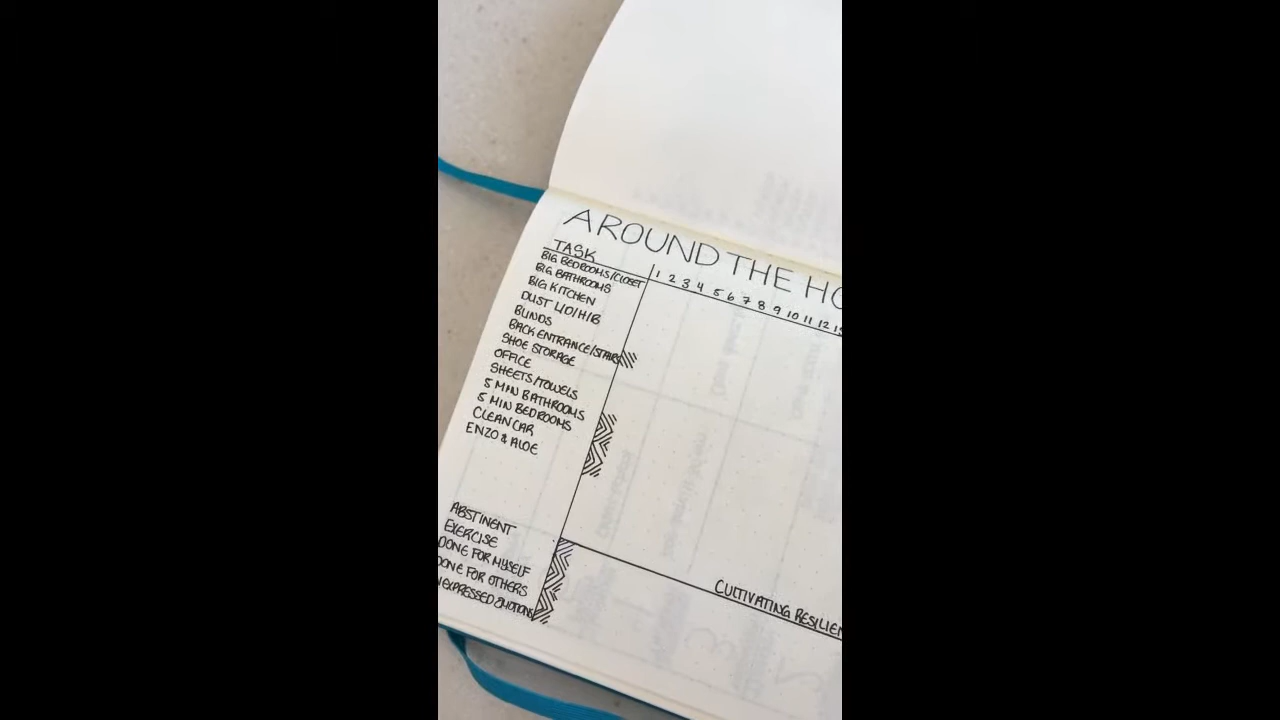 AROUND THE HO
TASK
1 2 3 4 5 6 7 8 9 10 11 12 13
BIG BEDROOMS/CLOSET
BIG BATHROOMS
BIG KITCHEN
DUST U/O/H/B
BLINDS
BACK ENTRANCE/STAIRS
SHOE STORAGE
OFFICE
SHEETS/TOWELS
5 MIN BATHROOMS
5 MIN BEDROOMS
CLEAN CAR
ENZO & ALOE
ABSTINENT
EXERCISE
DONE FOR MYSELF
DONE FOR OTHERS
EXPRESSED EMOTIONS
CULTIVATING RESILIEN